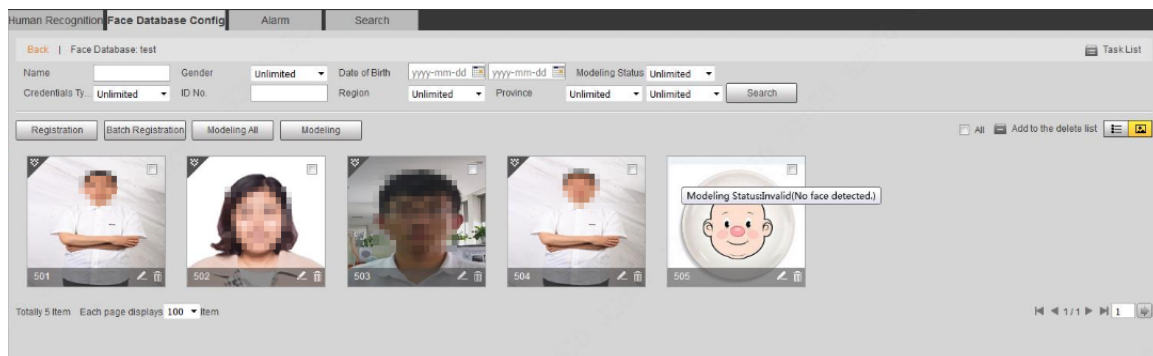 Human Recognition Face Database Config Alarm Search
Back | Face Database: test Task List
Name Gender Unlimited Date of Birth yyyy-mm-dd yyyy-mm-dd Modeling Status Unlimited
Credentials Ty... Unlimited ID No. Region Unlimited Province Unlimited Unlimited Search
Registration Batch Registration Modeling All Modeling All Add to the delete list
Modeling Status:Invalid(No face detected.)
501 502 503 504 505
Totally 5 Item Each page displays 100 Item 1/1 1